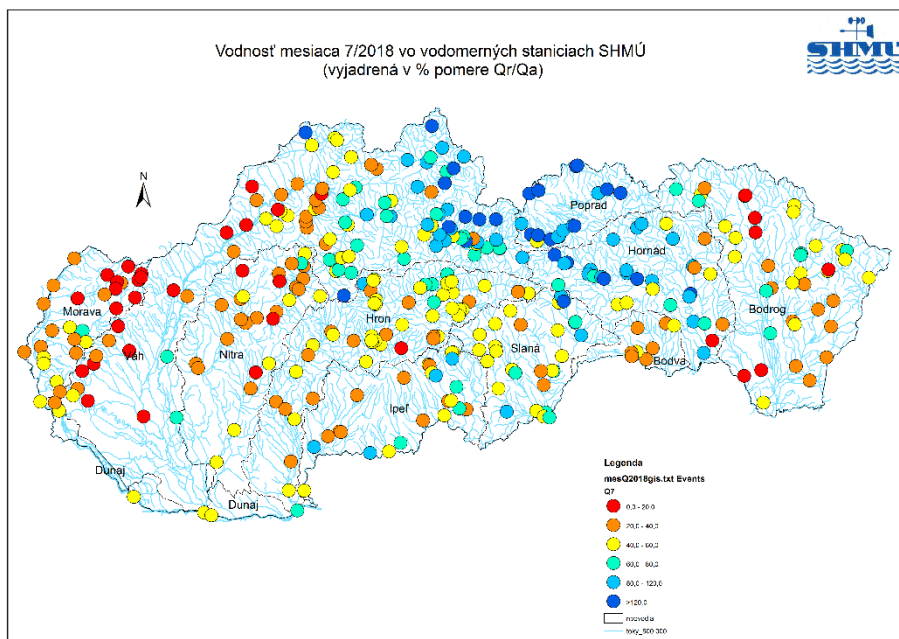 Vodnosť mesiaca 7/2018 vo vodomerných staniciach SHMÚ
(vyjadrená v % pomere Qr/Qa)
SHMÚ
N
Poprad
Hornád
Morava
Váh
Nitra
Hron
Slaná
Bodrog
Bodva
Ipeľ
Dunaj
Dunaj
Legenda
mesQ2018gis.txt Events
Q7
0,3 - 20,0
20,0 - 40,0
40,0 - 60,0
60,0 - 80,0
80,0 - 120,0
>120,0